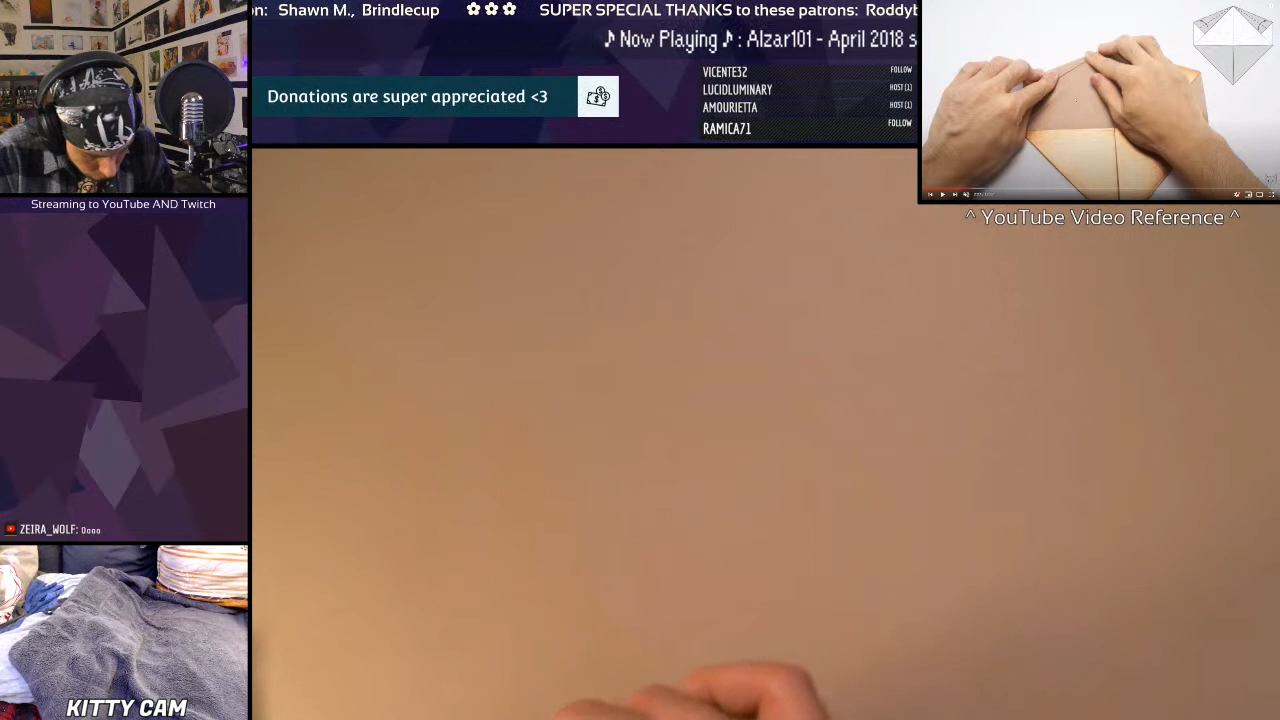 on: Shawn M., Brindlecup ✿ ✿ ✿ SUPER SPECIAL THANKS to these patrons: Roddyb
♪ Now Playing ♪ : Alzar101 - April 2018 s
Donations are super appreciated <3
VICENTE32 FOLLOW
LUCIDLUMINARY HOST (1)
AMOURIETTA HOST (1)
RAMICA71 FOLLOW
Streaming to YouTube AND Twitch
^ YouTube Video Reference ^
ZEIRA_WOLF: Oooo
KITTY CAM